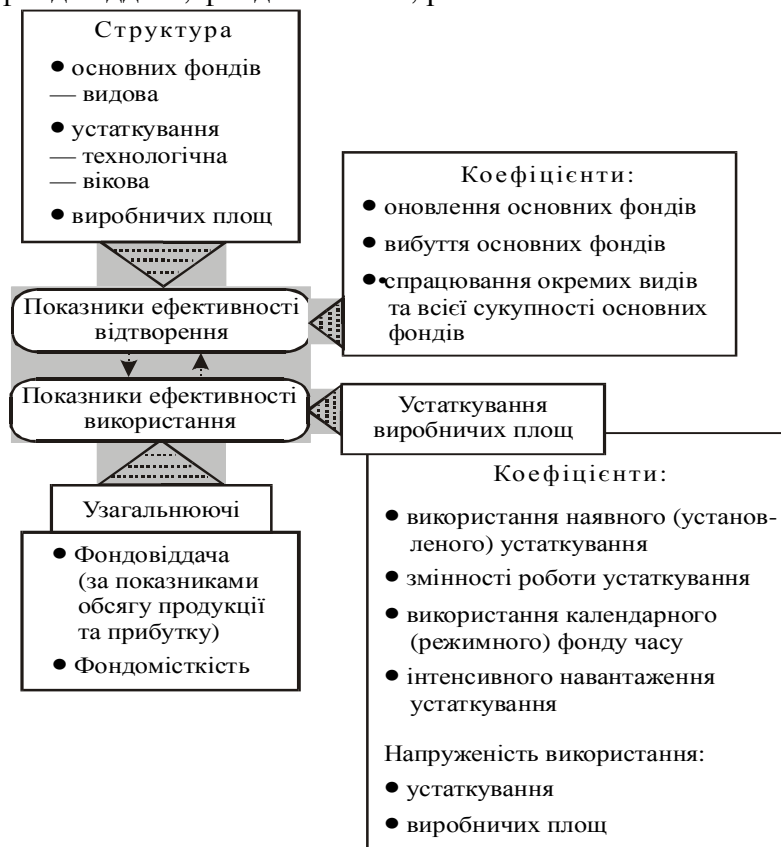 Структура
● основних фондів
— видова
● устаткування
— технологічна
— вікова
● виробничих площ
Коефіцієнти:
● оновлення основних фондів
● вибуття основних фондів
● спрацювання окремих видів
та всієї сукупності основних
фондів
Показники ефективності
відтворення
Показники ефективності
використання
Устаткування
виробничих площ
Узагальнюючі
● Фондовіддача
(за показниками
обсягу продукції
та прибутку)
● Фондомісткість
Коефіцієнти:
● використання наявного (установ-
леного) устаткування
● змінності роботи устаткування
● використання календарного
(режимного) фонду часу
● інтенсивного навантаження
устаткування
Напруженість використання:
● устаткування
● виробничих площ